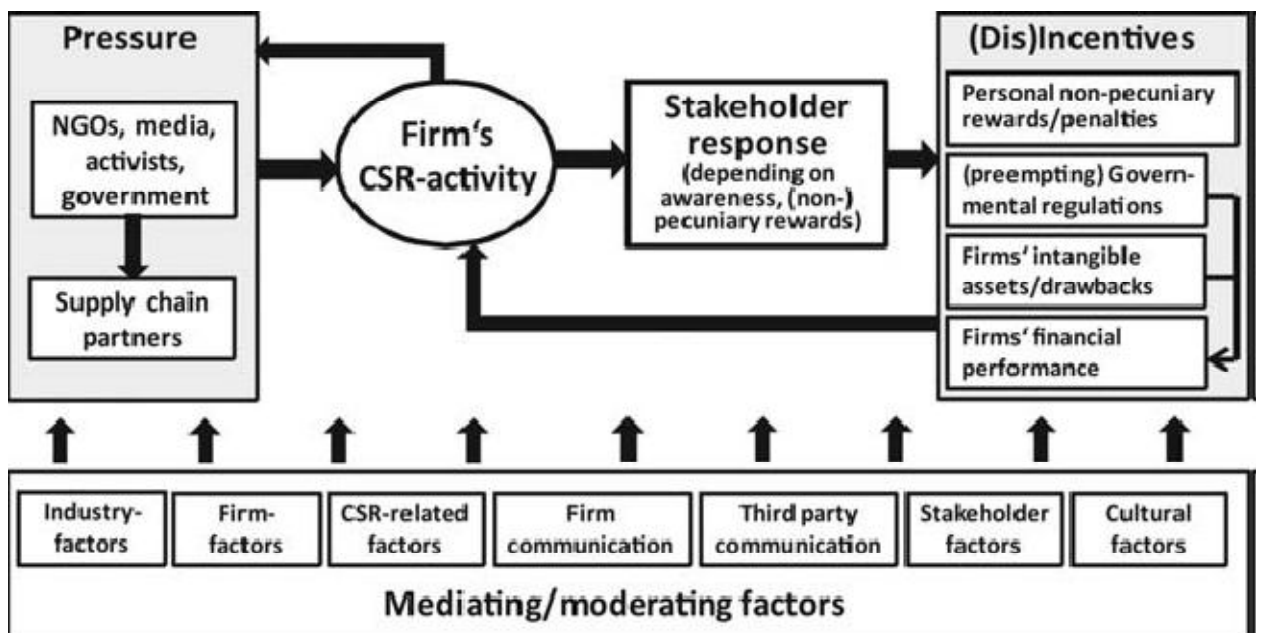 Pressure
NGOs, media,
activists,
government
Supply chain
partners
Firm‘s
CSR-activity
Stakeholder
response
(depending on
awareness, (non-)
pecuniary rewards)
(Dis)Incentives
Personal non-pecuniary
rewards/penalties
(preempting) Govern-
mental regulations
Firms‘ intangible
assets/drawbacks
Firms‘ financial
performance
Industry-
factors
Firm-
factors
CSR-related
factors
Firm
communication
Third party
communication
Stakeholder
factors
Cultural
factors
Mediating/moderating factors